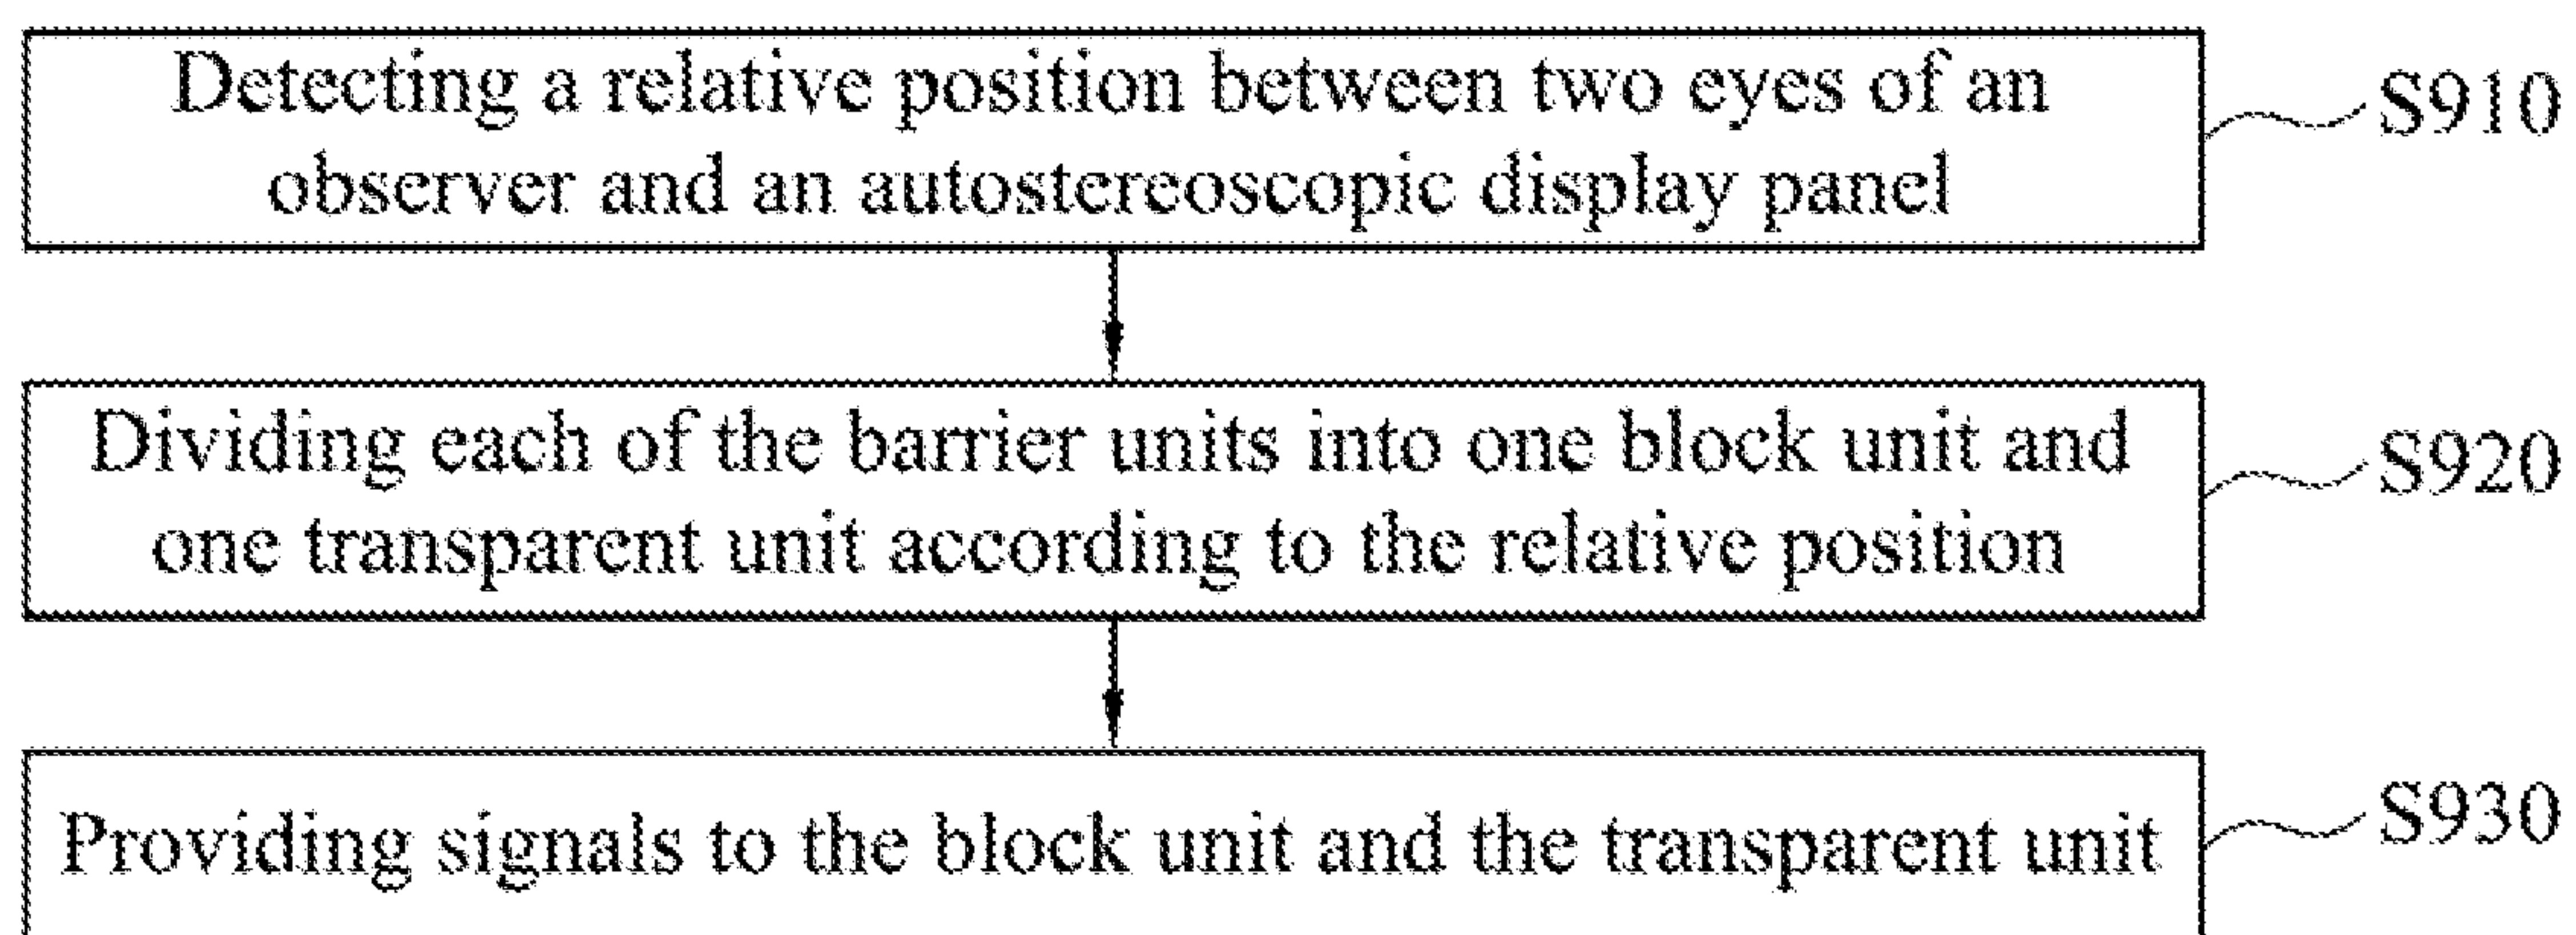 Detecting a relative position between two eyes of an
observer and an autostereoscopic display panel
S910
Dividing each of the barrier units into one block unit and
one transparent unit according to the relative position
S920
Providing signals to the block unit and the transparent unit
S930